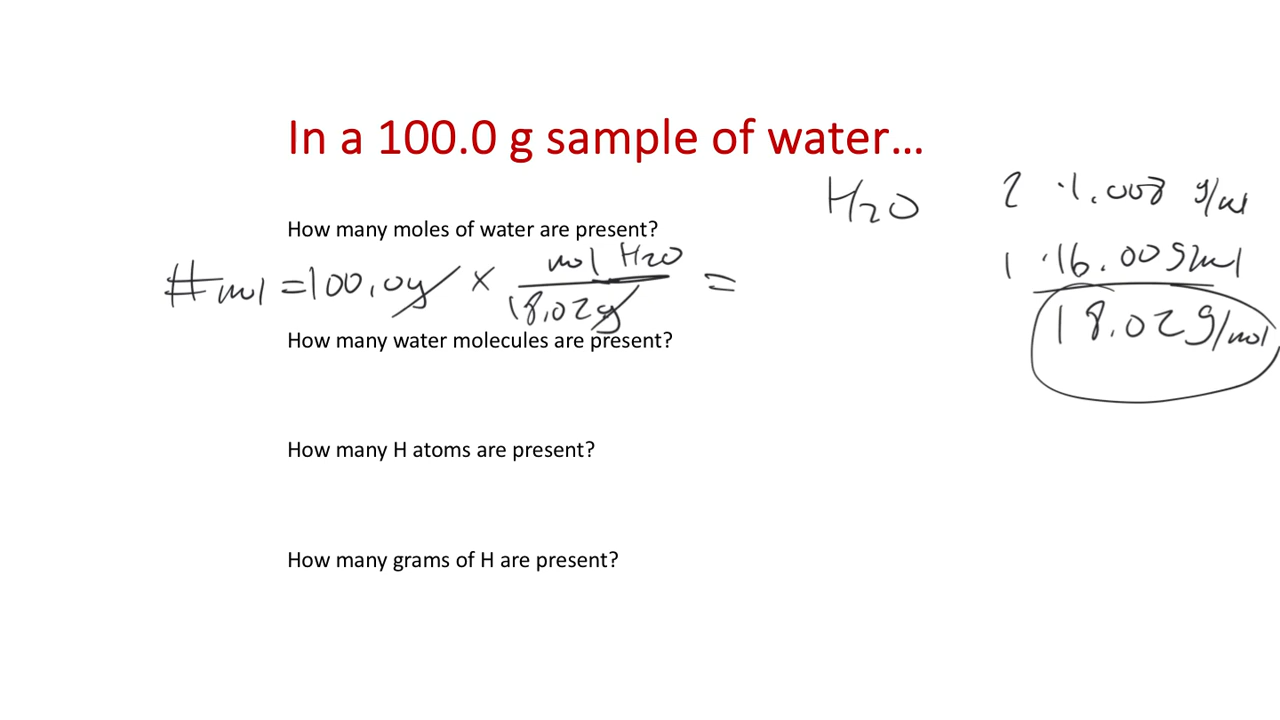 In a 100.0 g sample of water...
H2O
2 · 1.008 g/mol
How many moles of water are present?
1 · 16.00 g/mol
#mol = 100.0g × mol H2O / 18.02g =
18.02 g/mol
How many water molecules are present?
How many H atoms are present?
How many grams of H are present?